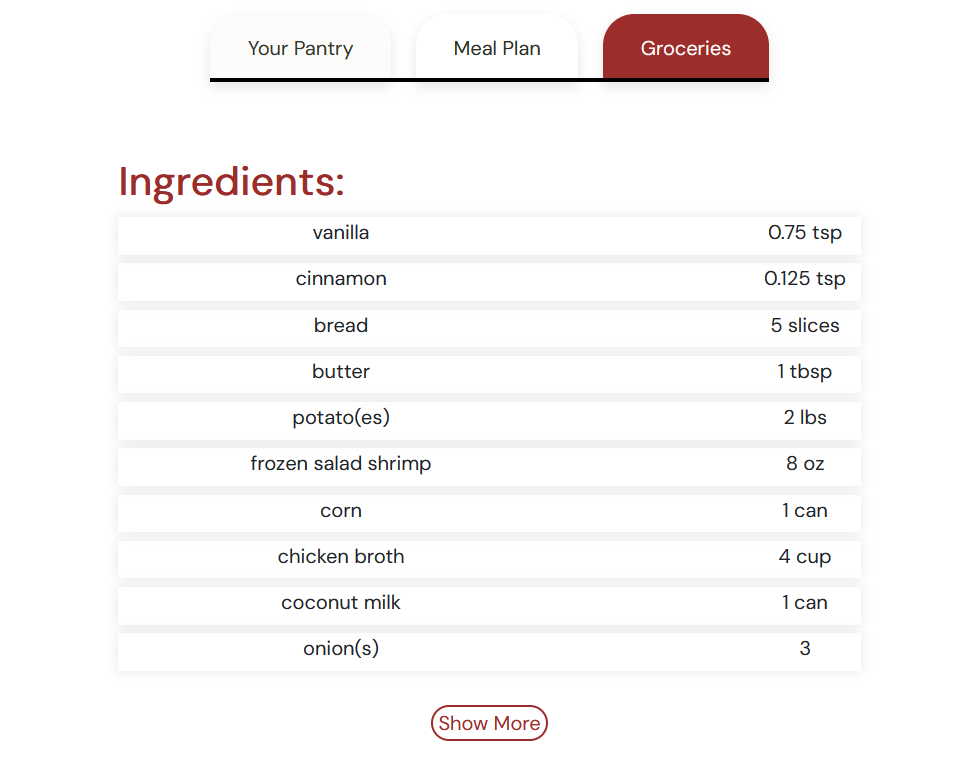 Your Pantry Meal Plan Groceries
Ingredients:
vanilla 0.75 tsp
cinnamon 0.125 tsp
bread 5 slices
butter 1 tbsp
potato(es) 2 lbs
frozen salad shrimp 8 oz
corn 1 can
chicken broth 4 cup
coconut milk 1 can
onion(s) 3
Show More